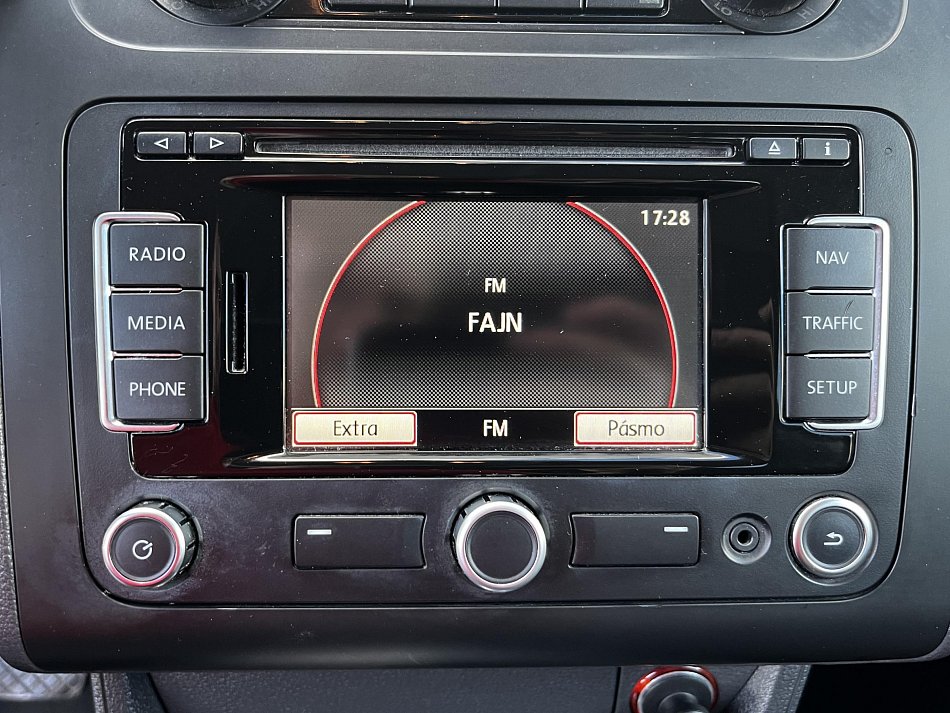 17:28
RADIO
NAV
FM
FAJN
MEDIA
TRAFFIC
PHONE
SETUP
Extra
FM
Pásmo